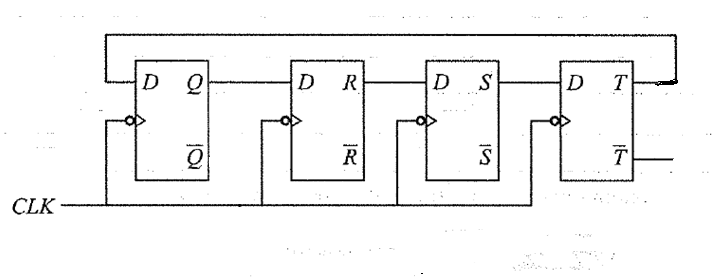 D Q D R D S D T
Q̅ R̅ S̅ T̅
CLK